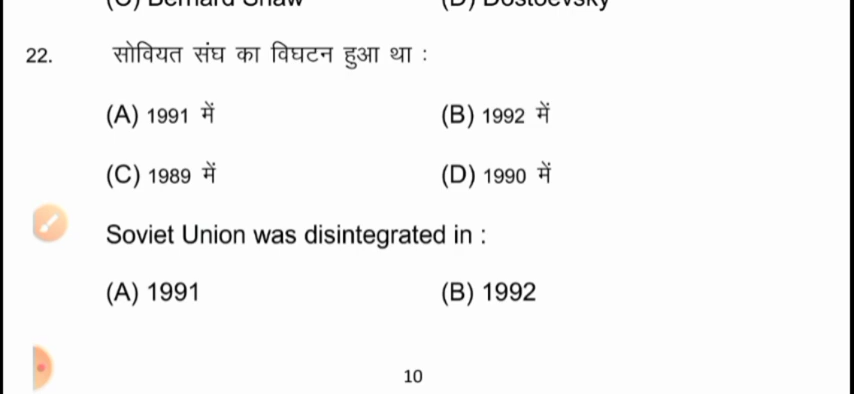 22. सोवियत संघ का विघटन हुआ था :
(A) 1991 में (B) 1992 में
(C) 1989 में (D) 1990 में
Soviet Union was disintegrated in :
(A) 1991 (B) 1992
10